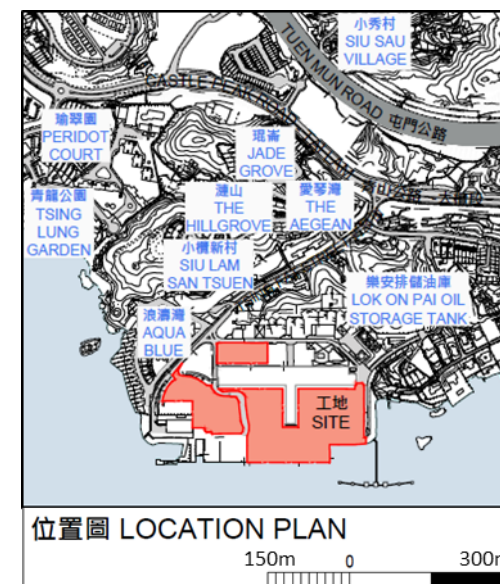 小秀村
SIU SAU
VILLAGE
TUEN MUN ROAD 屯門公路
CASTLE PEAK ROAD
瑜翠園
PERIDOT
COURT
琨崙
JADE
GROVE
青龍公園
TSING
LUNG
GARDEN
漣山
THE
HILLGROVE
愛琴灣
THE
AEGEAN
小欖新村
SIU LAM
SAN TSUEN
樂安排儲油庫
LOK ON PAI OIL
STORAGE TANK
浪濤灣
AQUA
BLUE
工地
SITE
位置圖 LOCATION PLAN
150m 0 300m